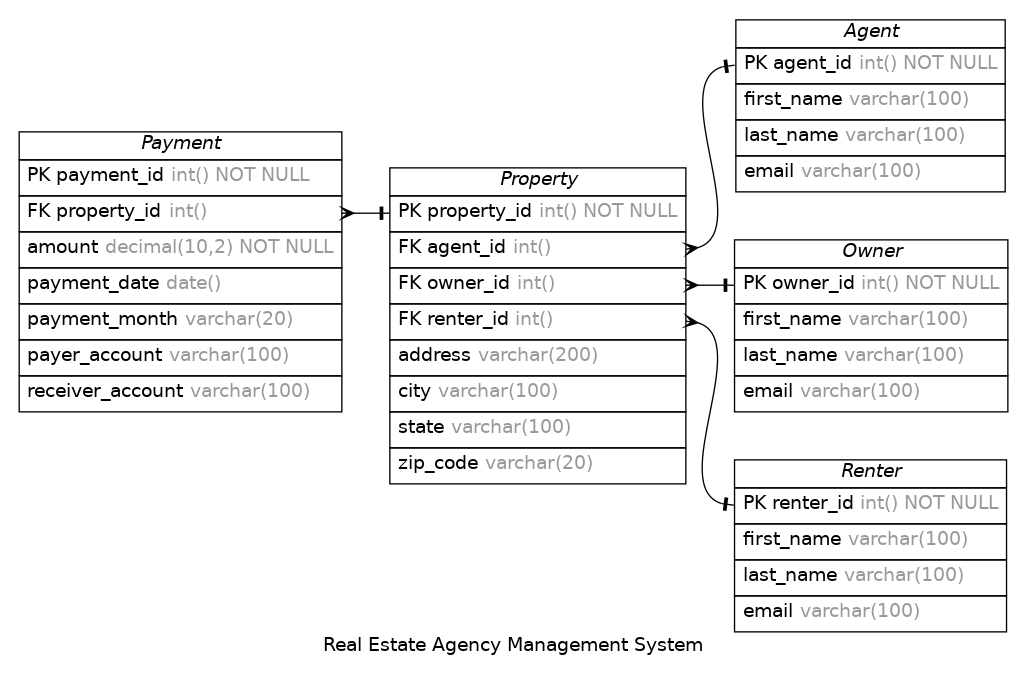 Payment
PK payment_id int() NOT NULL
FK property_id int()
amount decimal(10,2) NOT NULL
payment_date date()
payment_month varchar(20)
payer_account varchar(100)
receiver_account varchar(100)
Property
PK property_id int() NOT NULL
FK agent_id int()
FK owner_id int()
FK renter_id int()
address varchar(200)
city varchar(100)
state varchar(100)
zip_code varchar(20)
Agent
PK agent_id int() NOT NULL
first_name varchar(100)
last_name varchar(100)
email varchar(100)
Owner
PK owner_id int() NOT NULL
first_name varchar(100)
last_name varchar(100)
email varchar(100)
Renter
PK renter_id int() NOT NULL
first_name varchar(100)
last_name varchar(100)
email varchar(100)
Real Estate Agency Management System